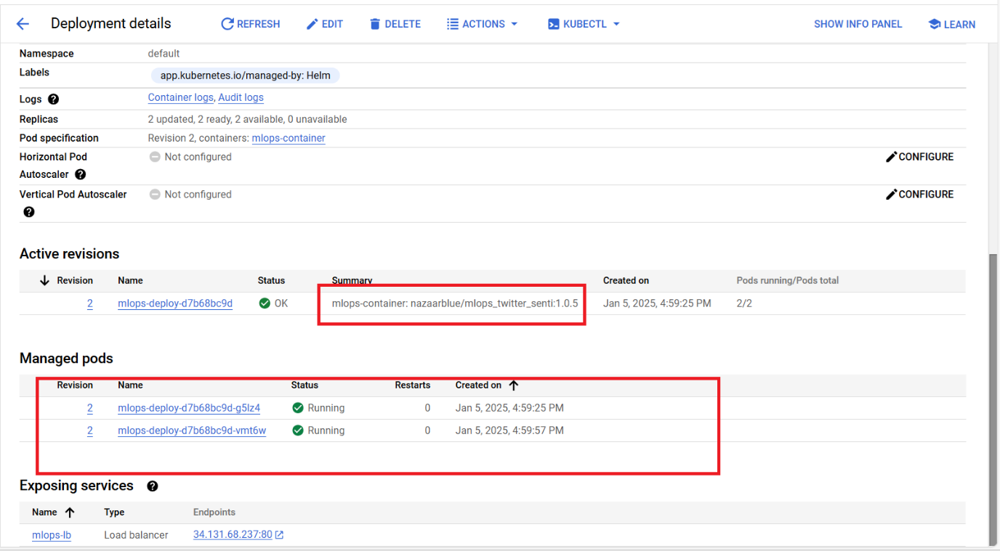 Deployment details REFRESH EDIT DELETE ACTIONS KUBECTL SHOW INFO PANEL LEARN
Namespace default
Labels app.kubernetes.io/managed-by: Helm
Logs ? Container logs, Audit logs
Replicas 2 updated, 2 ready, 2 available, 0 unavailable
Pod specification Revision 2, containers: mlops-container
Horizontal Pod Not configured CONFIGURE
Autoscaler ?
Vertical Pod Autoscaler Not configured CONFIGURE
?
Active revisions
Revision Name Status Summary Created on Pods running/Pods total
2 mlops-deploy-d7b68bc9d OK mlops-container: nazaarblue/mlops_twitter_senti:1.0.5 Jan 5, 2025, 4:59:25 PM 2/2
Managed pods
Revision Name Status Restarts Created on
2 mlops-deploy-d7b68bc9d-g5lz4 Running 0 Jan 5, 2025, 4:59:25 PM
2 mlops-deploy-d7b68bc9d-vmt6w Running 0 Jan 5, 2025, 4:59:57 PM
Exposing services ?
Name Type Endpoints
mlops-lb Load balancer 34.131.68.237:80